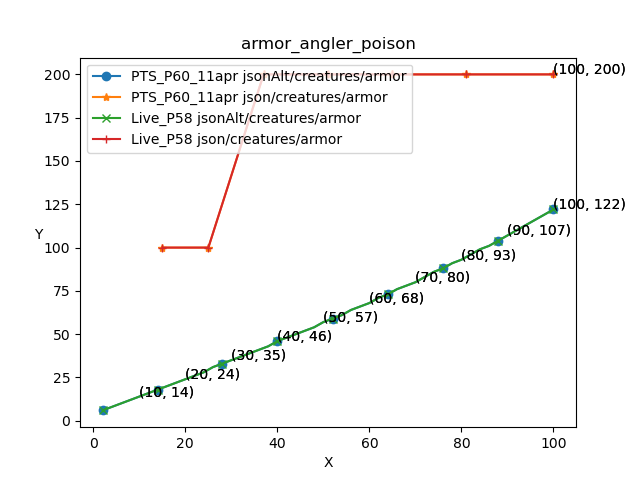 armor_angler_poison
PTS_P60_11apr jsonAlt/creatures/armor
PTS_P60_11apr json/creatures/armor
Live_P58 jsonAlt/creatures/armor
Live_P58 json/creatures/armor
(100, 200)
(100, 122)
(90, 107)
(80, 93)
(70, 80)
(60, 68)
(50, 57)
(40, 46)
(30, 35)
(20, 24)
(10, 14)
Y
200
175
150
125
100
75
50
25
0
0 20 40 60 80 100
X